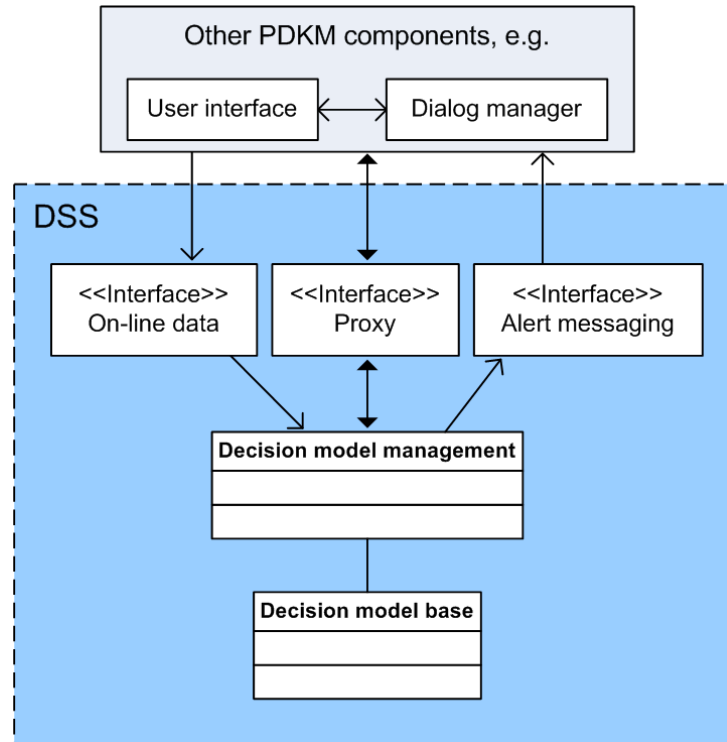 Other PDKM components, e.g.
User interface
Dialog manager
DSS
<<Interface>>
On-line data
<<Interface>>
Proxy
<<Interface>>
Alert messaging
Decision model management
Decision model base